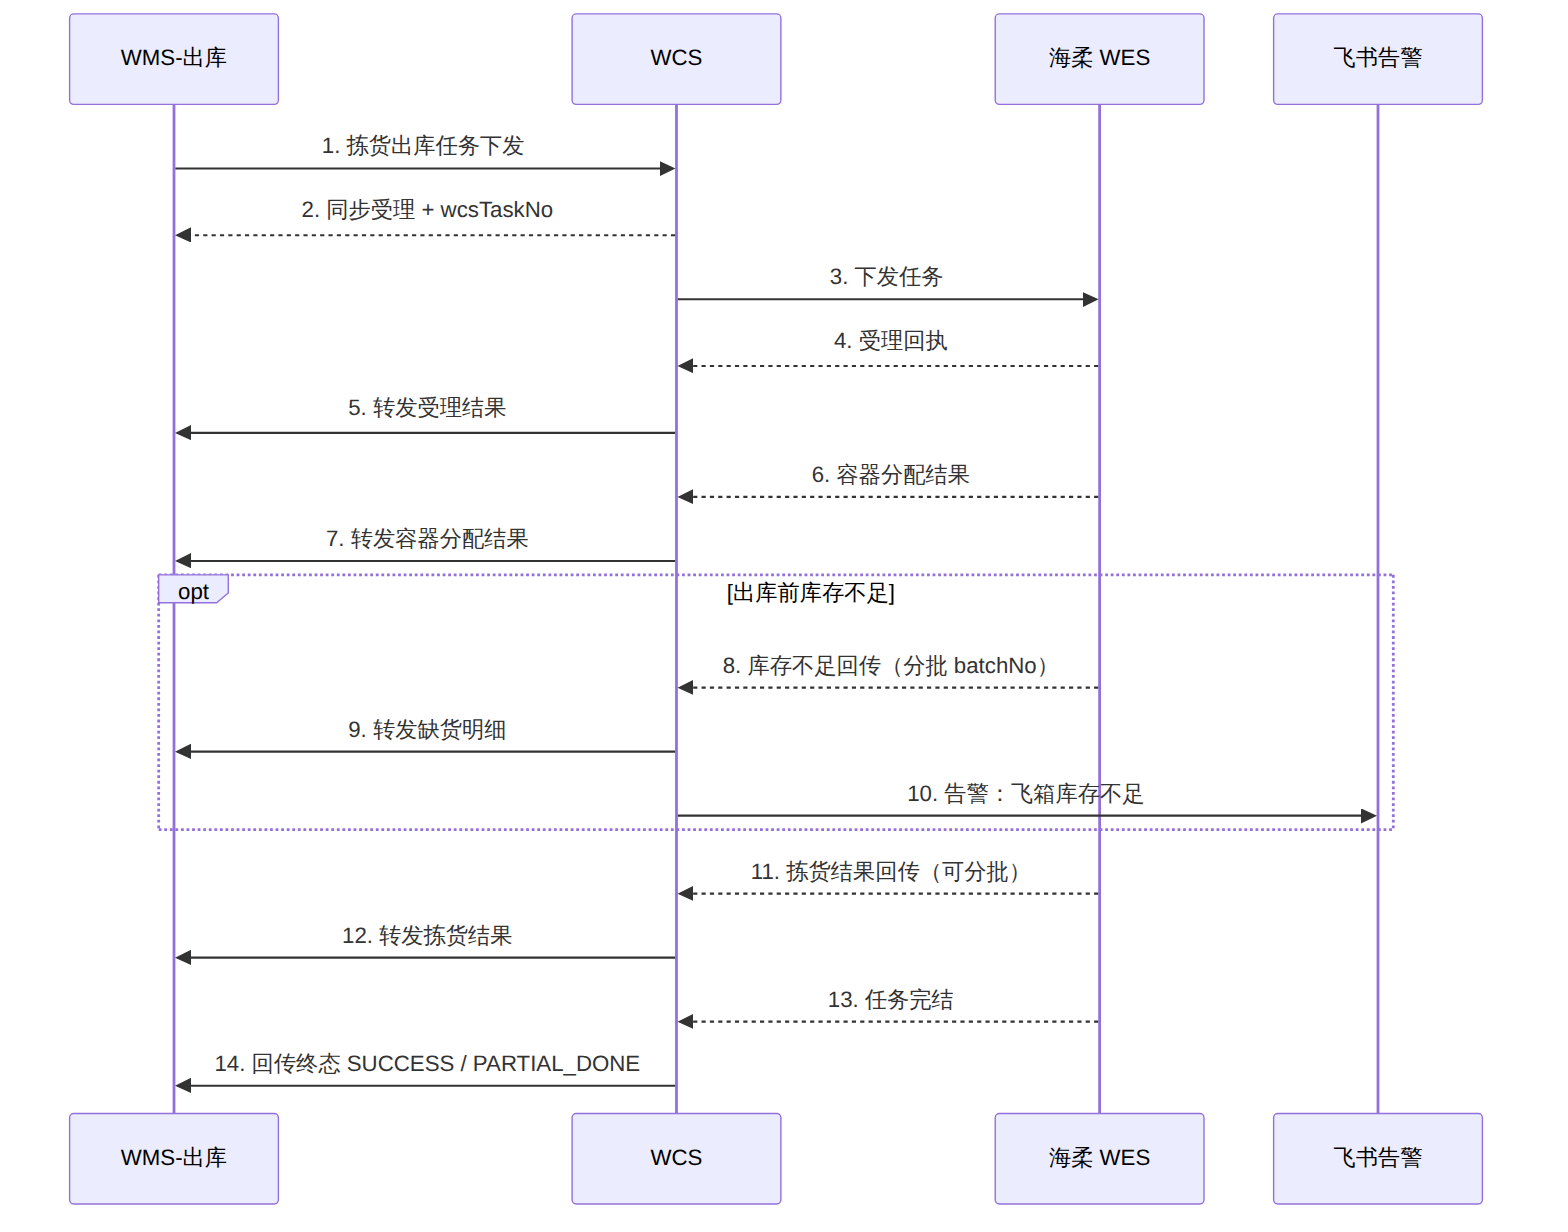 WMS-出库
WCS
海柔 WES
飞书告警
1. 拣货出库任务下发
2. 同步受理 + wcsTaskNo
3. 下发任务
4. 受理回执
5. 转发受理结果
6. 容器分配结果
7. 转发容器分配结果
opt
[出库前库存不足]
8. 库存不足回传（分批 batchNo）
9. 转发缺货明细
10. 告警：飞箱库存不足
11. 拣货结果回传（可分批）
12. 转发拣货结果
13. 任务完结
14. 回传终态 SUCCESS / PARTIAL_DONE
WMS-出库
WCS
海柔 WES
飞书告警